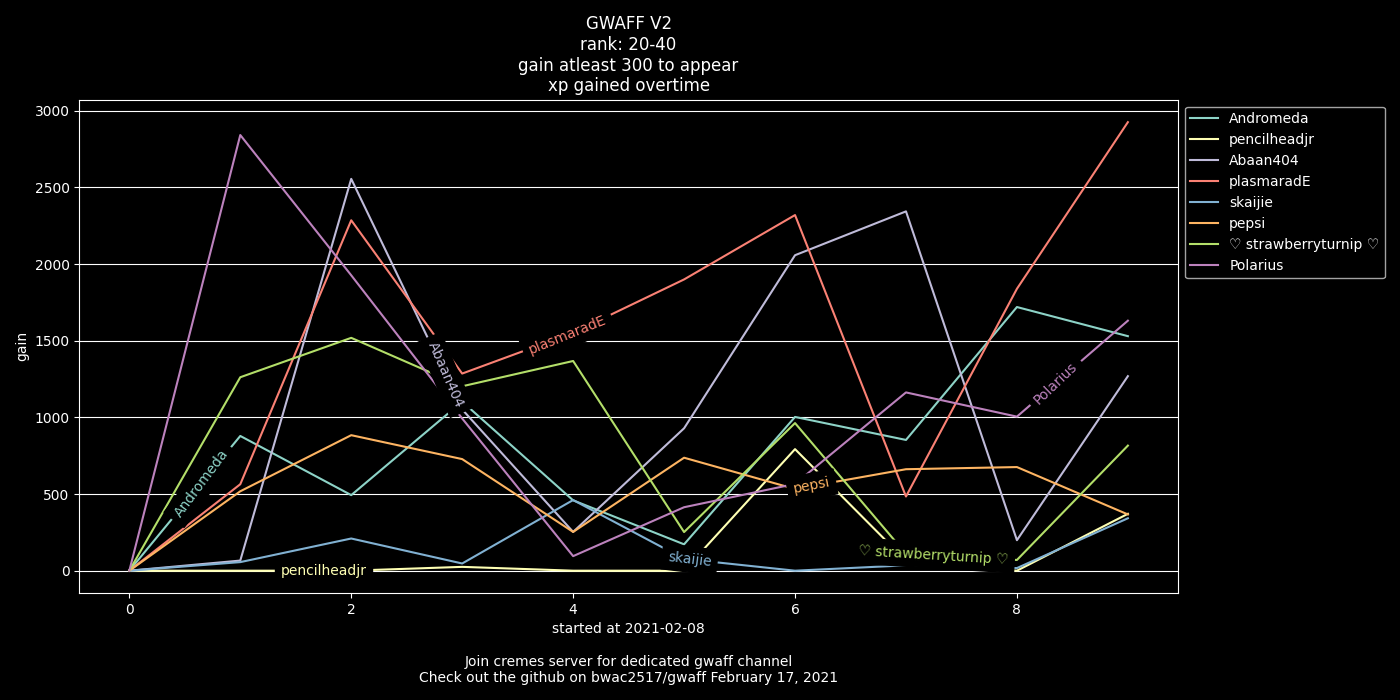 GWAFF V2
rank: 20-40
gain atleast 300 to appear
xp gained overtime
3000
2500
2000
1500
1000
500
0
gain
0
2
4
6
8
started at 2021-02-08
Andromeda
pencilheadjr
Abaan404
plasmaradE
skaijie
pepsi
♡ strawberryturnip ♡
Polarius
Andromeda
pencilheadjr
Abaan404
plasmaradE
skaijie
pepsi
♡ strawberryturnip ♡
Polarius
Join cremes server for dedicated gwaff channel
Check out the github on bwac2517/gwaff February 17, 2021